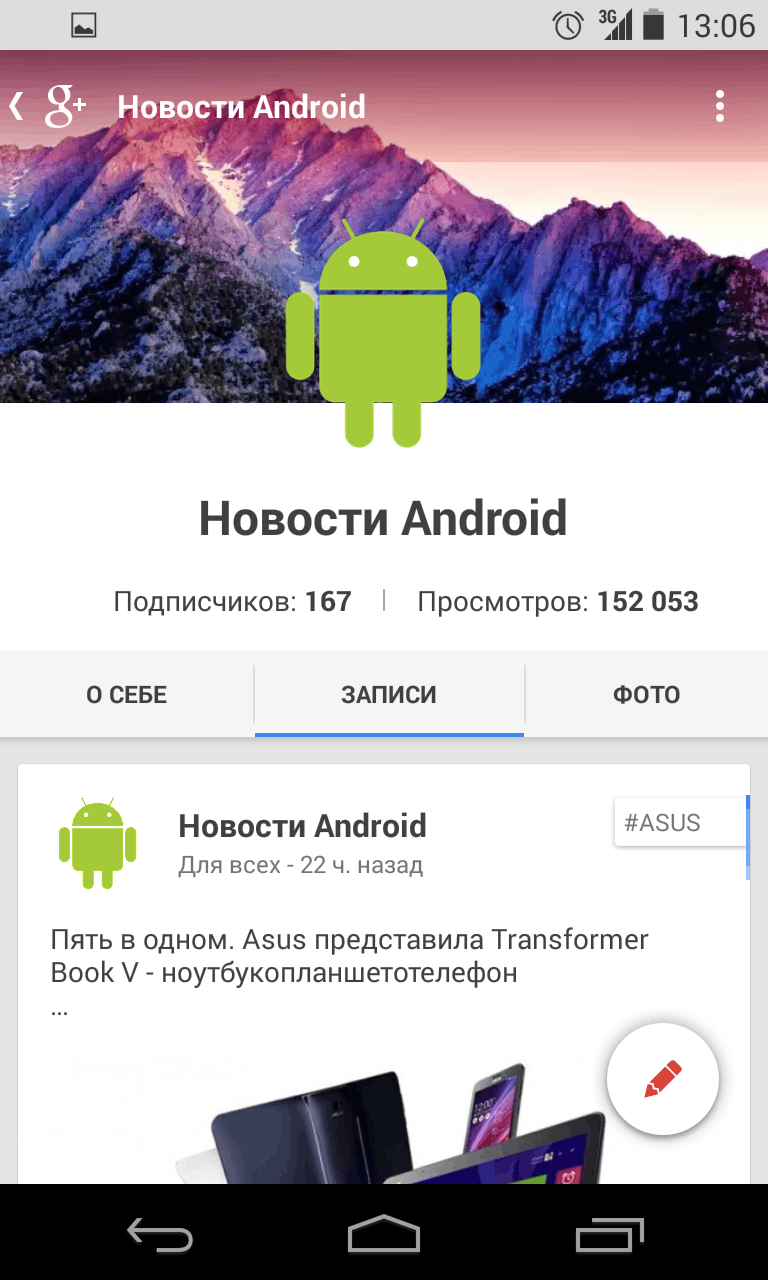 3G 13:06
g+ Новости Android
Новости Android
Подписчиков: 167 | Просмотров: 152 053
О СЕБЕ ЗАПИСИ ФОТО
Новости Android
#ASUS
Для всех - 22 ч. назад
Пять в одном. Asus представила Transformer
Book V - ноутбукопланшетотелефон
...